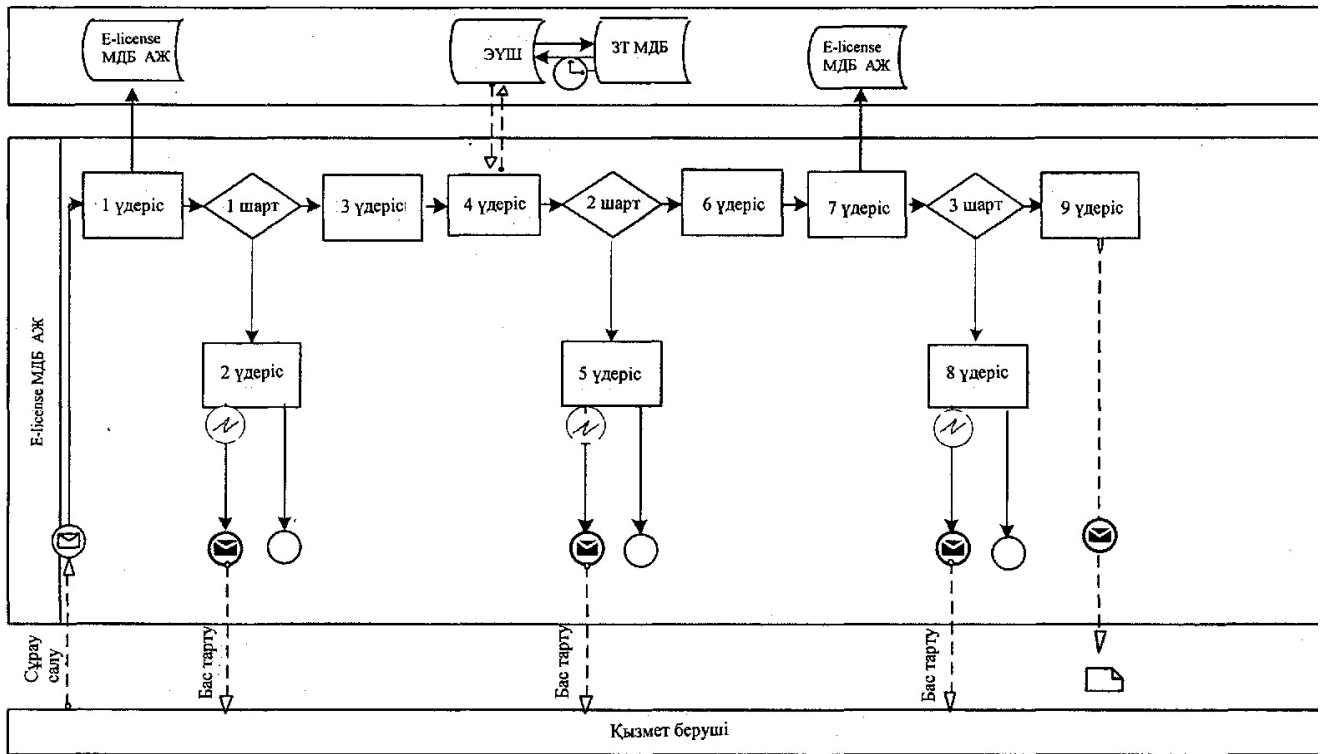 E-license
МДБ АЖ
ЭҮШ
ЗТ МДБ
E-license
МДБ АЖ
E-license МДБ АЖ
1 үдеріс
1 шарт
3 үдеріс
4 үдеріс
2 шарт
6 үдеріс
7 үдеріс
3 шарт
9 үдеріс
2 үдеріс
5 үдеріс
8 үдеріс
Сұрау
салу
Бас тарту
Бас тарту
Бас тарту
Қызмет беруші